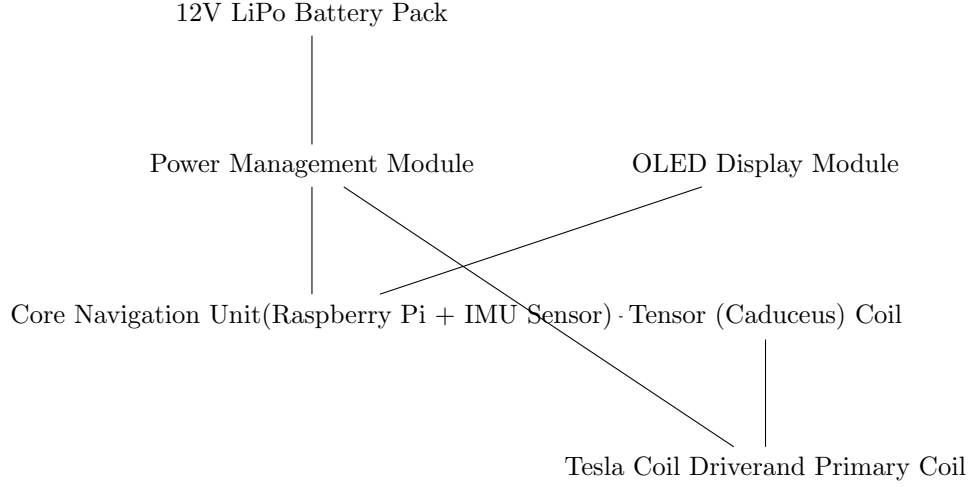 12V LiPo Battery Pack
Power Management Module
OLED Display Module
Core Navigation Unit(Raspberry Pi + IMU Sensor)
Tensor (Caduceus) Coil
Tesla Coil Driverand Primary Coil